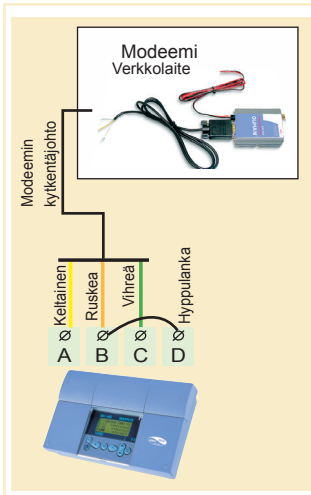 Modeemi
Verkkolaite
Modeemin
kytkentäjohto
Keltainen
Ruskea
Vihreä
Hyppulanka
A B C D